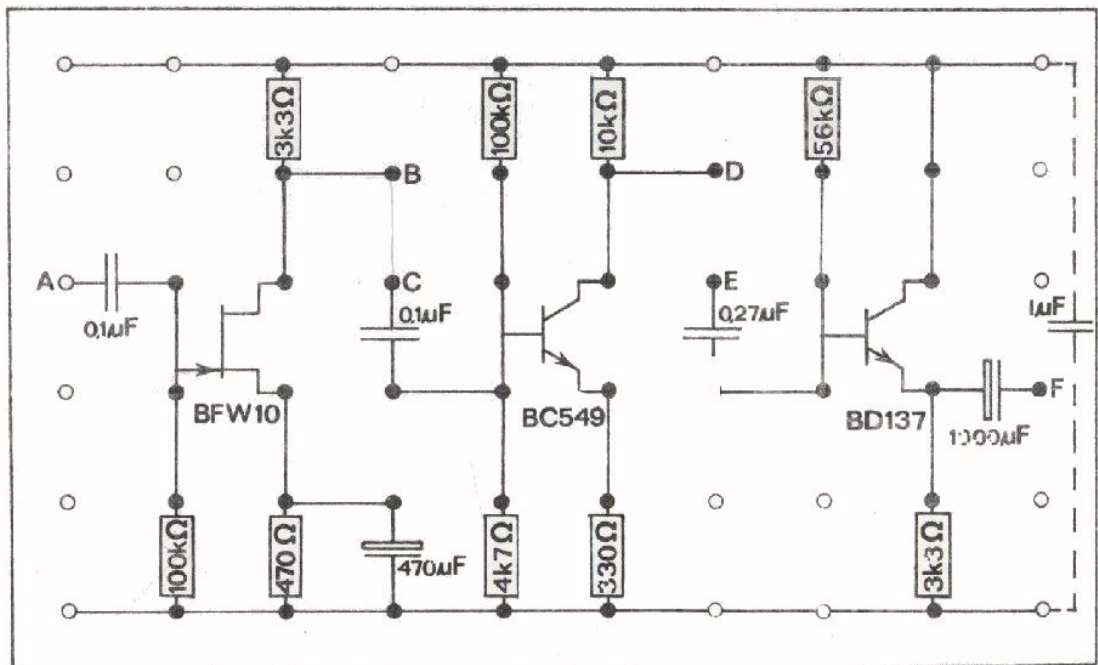 3k3Ω
100kΩ
10kΩ
56kΩ
B
D
A
C
E
0,1µF
0,1µF
0,27µF
1µF
BFW10
BC549
BD137
F
1000µF
100kΩ
470Ω
470µF
4k7Ω
330Ω
3k3Ω